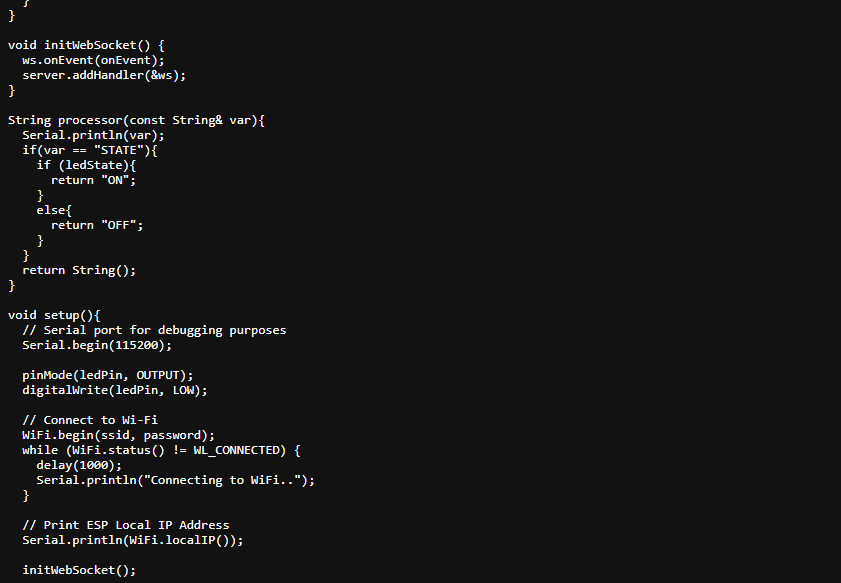 }
}
void initWebSocket() {
  ws.onEvent(onEvent);
  server.addHandler(&ws);
}
String processor(const String& var){
  Serial.println(var);
  if(var == "STATE"){
    if (ledState){
      return "ON";
    }
    else{
      return "OFF";
    }
  }
  return String();
}
void setup(){
  // Serial port for debugging purposes
  Serial.begin(115200);
  pinMode(ledPin, OUTPUT);
  digitalWrite(ledPin, LOW);
  // Connect to Wi-Fi
  WiFi.begin(ssid, password);
  while (WiFi.status() != WL_CONNECTED) {
    delay(1000);
    Serial.println("Connecting to WiFi..");
  }
  // Print ESP Local IP Address
  Serial.println(WiFi.localIP());
  initWebSocket();